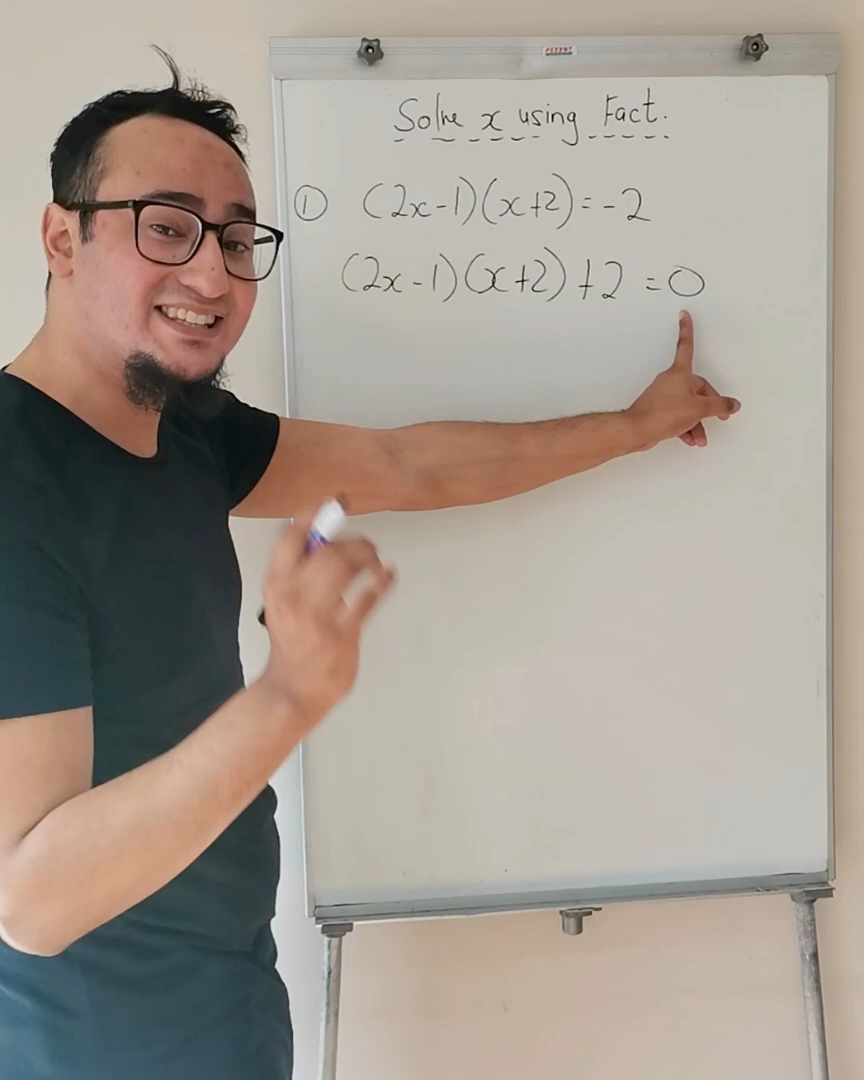 Solve x using Fact.
① (2x-1)(x+2)=-2
(2x-1)(x+2)+2=0